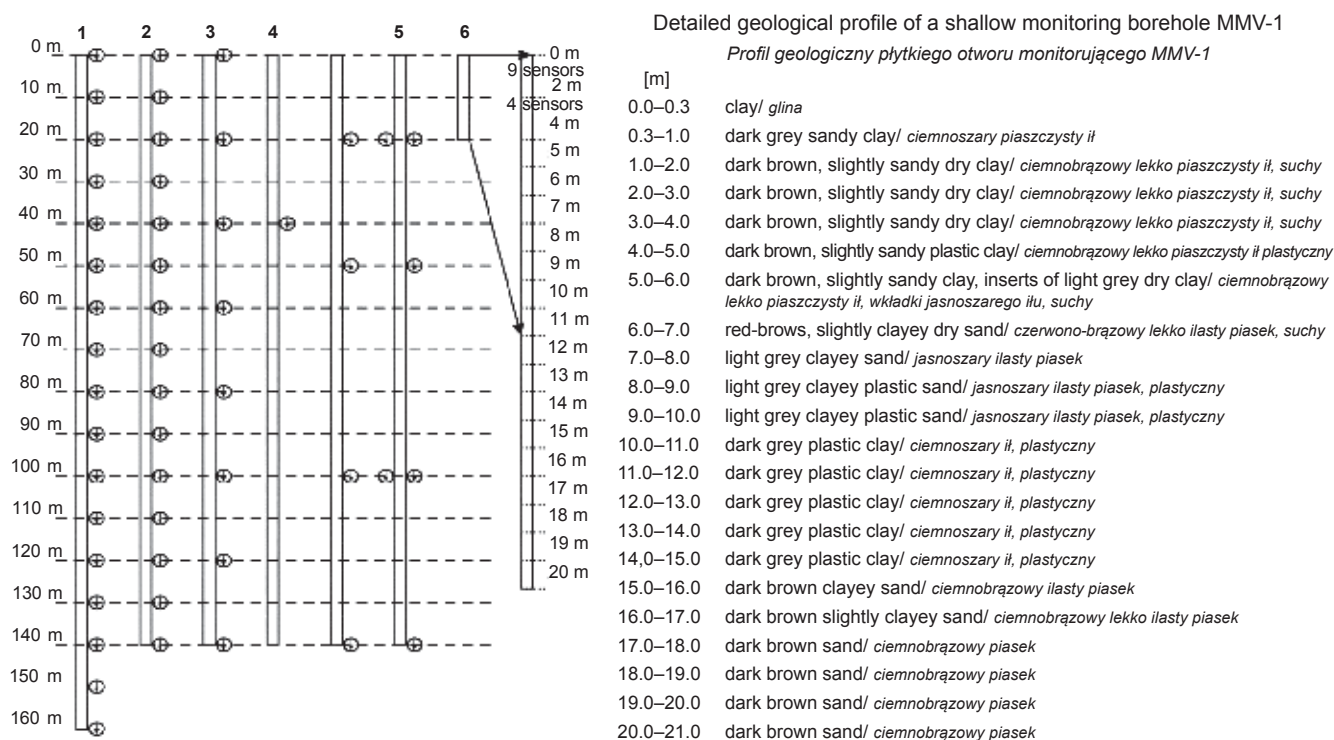 1 2 3 4 5 6
0 m
10 m
20 m
30 m
40 m
50 m
60 m
70 m
80 m
90 m
100 m
110 m
120 m
130 m
140 m
150 m
160 m
0 m
9 sensors
2 m
4 sensors
4 m
5 m
6 m
7 m
8 m
9 m
10 m
11 m
12 m
13 m
14 m
15 m
16 m
17 m
18 m
19 m
20 m
Detailed geological profile of a shallow monitoring borehole MMV-1
Profil geologiczny płytkiego otworu monitorującego MMV-1
[m]
0.0–0.3 clay/ glina
0.3–1.0 dark grey sandy clay/ ciemnoszary piaszczysty ił
1.0–2.0 dark brown, slightly sandy dry clay/ ciemnobrązowy lekko piaszczysty ił, suchy
2.0–3.0 dark brown, slightly sandy dry clay/ ciemnobrązowy lekko piaszczysty ił, suchy
3.0–4.0 dark brown, slightly sandy dry clay/ ciemnobrązowy lekko piaszczysty ił, suchy
4.0–5.0 dark brown, slightly sandy plastic clay/ ciemnobrązowy lekko piaszczysty ił plastyczny
5.0–6.0 dark brown, slightly sandy clay, inserts of light grey dry clay/ ciemnobrązowy
lekko piaszczysty ił, wkładki jasnoszarego iłu, suchy
6.0–7.0 red-brows, slightly clayey dry sand/ czerwono-brązowy lekko ilasty piasek, suchy
7.0–8.0 light grey clayey sand/ jasnoszary ilasty piasek
8.0–9.0 light grey clayey plastic sand/ jasnoszary ilasty piasek, plastyczny
9.0–10.0 light grey clayey plastic sand/ jasnoszary ilasty piasek, plastyczny
10.0–11.0 dark grey plastic clay/ ciemnoszary ił, plastyczny
11.0–12.0 dark grey plastic clay/ ciemnoszary ił, plastyczny
12.0–13.0 dark grey plastic clay/ ciemnoszary ił, plastyczny
13.0–14.0 dark grey plastic clay/ ciemnoszary ił, plastyczny
14,0–15.0 dark grey plastic clay/ ciemnoszary ił, plastyczny
15.0–16.0 dark brown clayey sand/ ciemnobrązowy ilasty piasek
16.0–17.0 dark brown slightly clayey sand/ ciemnobrązowy lekko ilasty piasek
17.0–18.0 dark brown sand/ ciemnobrązowy piasek
18.0–19.0 dark brown sand/ ciemnobrązowy piasek
19.0–20.0 dark brown sand/ ciemnobrązowy piasek
20.0–21.0 dark brown sand/ ciemnobrązowy piasek